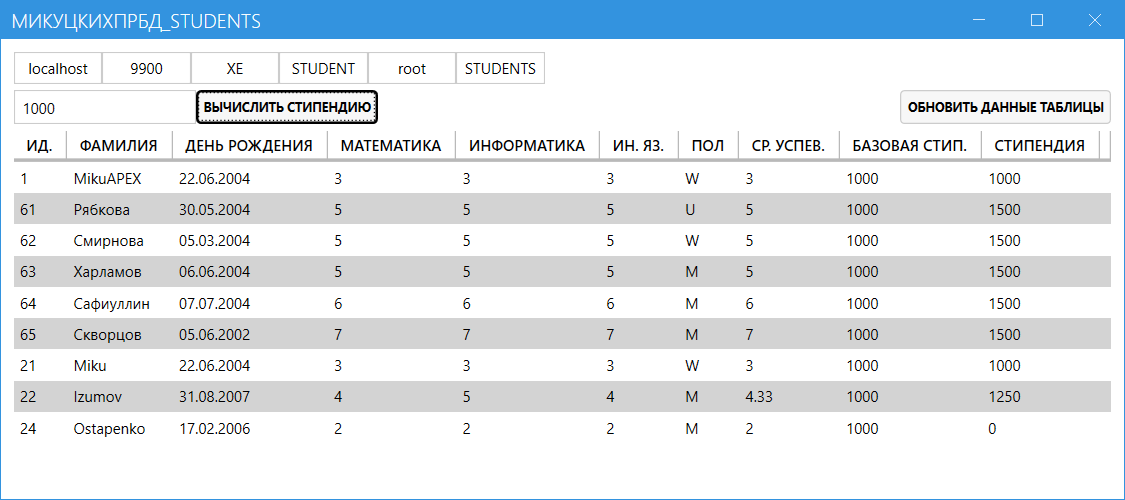 МИКУЦКИХПРБД_STUDENTS
localhost 9900 XE STUDENT root STUDENTS
1000 ВЫЧИСЛИТЬ СТИПЕНДИЮ ОБНОВИТЬ ДАННЫЕ ТАБЛИЦЫ
ИД. ФАМИЛИЯ ДЕНЬ РОЖДЕНИЯ МАТЕМАТИКА ИНФОРМАТИКА ИН. ЯЗ. ПОЛ СР. УСПЕВ. БАЗОВАЯ СТИП. СТИПЕНДИЯ
1 MikuAPEX 22.06.2004 3 3 3 W 3 1000 1000
61 Рябкова 30.05.2004 5 5 5 U 5 1000 1500
62 Смирнова 05.03.2004 5 5 5 W 5 1000 1500
63 Харламов 06.06.2004 5 5 5 M 5 1000 1500
64 Сафиуллин 07.07.2004 6 6 6 M 6 1000 1500
65 Скворцов 05.06.2002 7 7 7 M 7 1000 1500
21 Miku 22.06.2004 3 3 3 W 3 1000 1000
22 Izumov 31.08.2007 4 5 4 M 4.33 1000 1250
24 Ostapenko 17.02.2006 2 2 2 M 2 1000 0